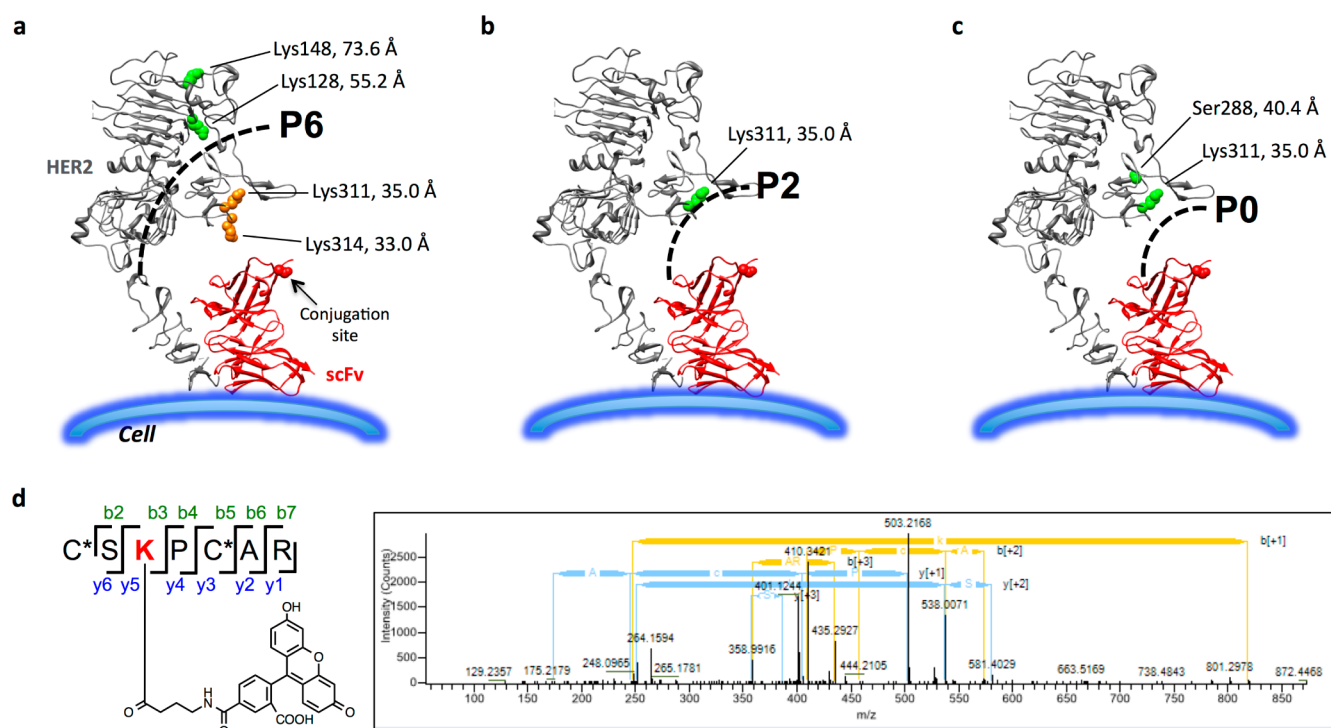 a
b
c
Lys148, 73.6 Å
Lys128, 55.2 Å
P6
HER2
Lys311, 35.0 Å
Lys314, 33.0 Å
Conjugation
site
scFv
Cell
Lys311, 35.0 Å
P2
Ser288, 40.4 Å
Lys311, 35.0 Å
P0
d
b2 b3 b4 b5 b6 b7
C* S K P C* A R
y6 y5 y4 y3 y2 y1
OH
O
O
COOH
H
N
O
O
Intensity (Counts)
2500
2000
1500
1000
500
0
503.2168
k
b[+1]
410.3421
P
c
A
b[+2]
AR
b[+3]
A
c
P
y[+1]
401.1244
S
y[+2]
S
y[+3]
538.0071
264.1594
435.2927
358.9916
581.4029
129.2357
175.2179
248.0965
265.1781
444.2105
663.5169
738.4843
801.2978
872.4468
100 150 200 250 300 350 400 450 500 550 600 650 700 750 800 850
m/z